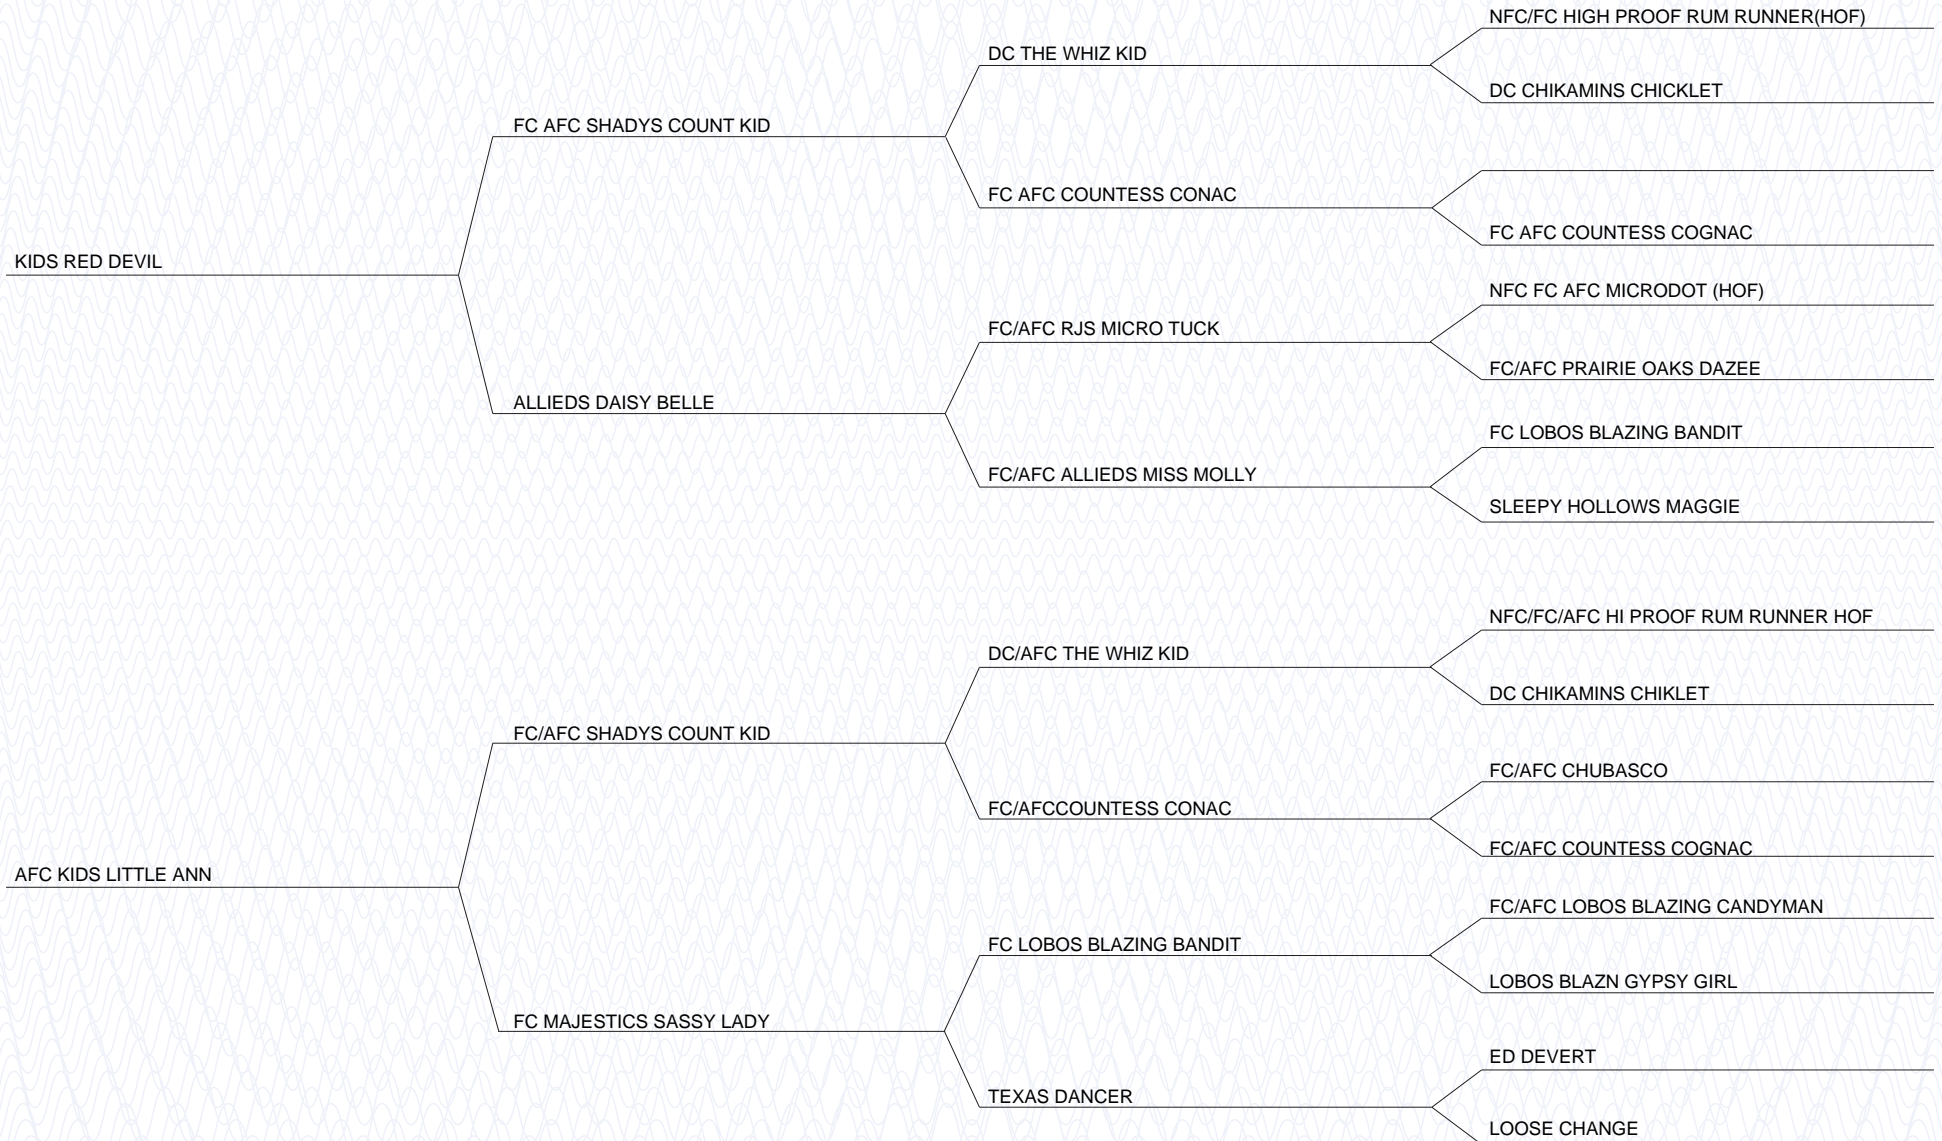 NFC/FC HIGH PROOF RUM RUNNER(HOF)
DC THE WHIZ KID
DC CHIKAMINS CHICKLET
FC AFC SHADYS COUNT KID
FC AFC COUNTESS CONAC
FC AFC COUNTESS COGNAC
KIDS RED DEVIL
NFC FC AFC MICRODOT (HOF)
FC/AFC RJS MICRO TUCK
FC/AFC PRAIRIE OAKS DAZEE
ALLIEDS DAISY BELLE
FC LOBOS BLAZING BANDIT
FC/AFC ALLIEDS MISS MOLLY
SLEEPY HOLLOWS MAGGIE
NFC/FC/AFC HI PROOF RUM RUNNER HOF
DC/AFC THE WHIZ KID
DC CHIKAMINS CHIKLET
FC/AFC SHADYS COUNT KID
FC/AFC CHUBASCO
FC/AFCCOUNTESS CONAC
FC/AFC COUNTESS COGNAC
AFC KIDS LITTLE ANN
FC/AFC LOBOS BLAZING CANDYMAN
FC LOBOS BLAZING BANDIT
LOBOS BLAZN GYPSY GIRL
FC MAJESTICS SASSY LADY
ED DEVERT
TEXAS DANCER
LOOSE CHANGE